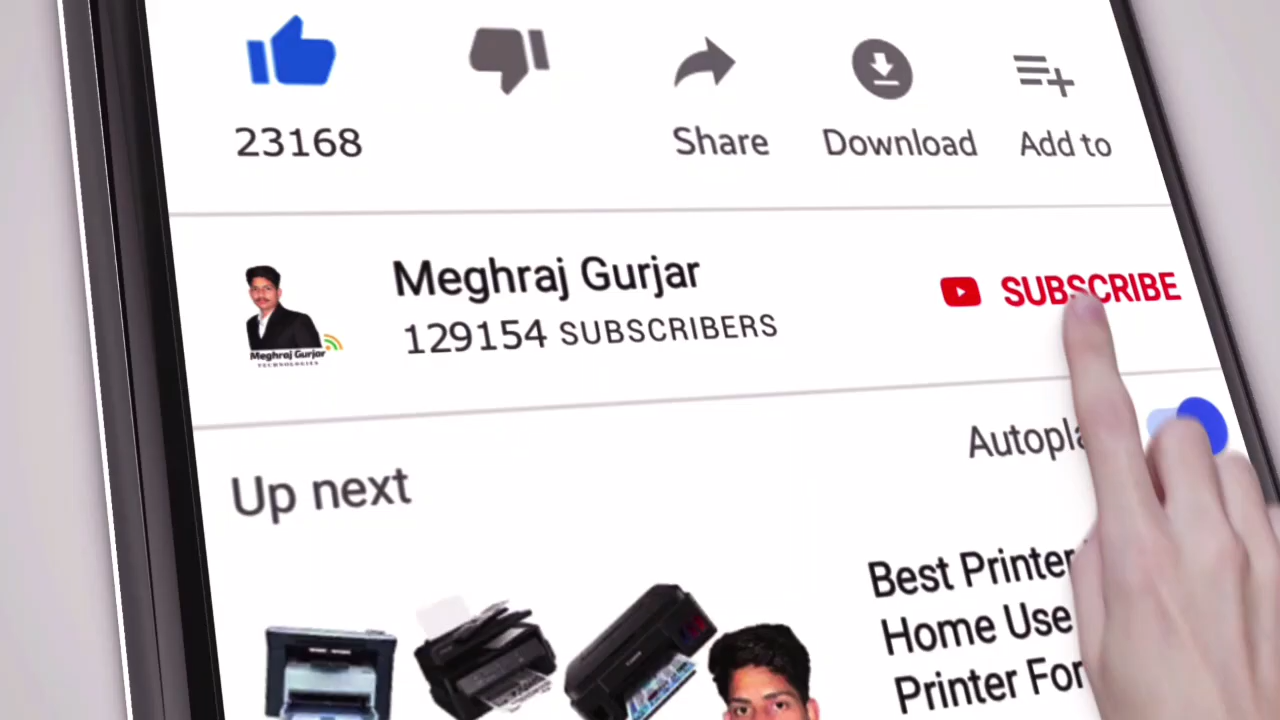 23168
Share
Download
Add to
Meghraj Gurjar
129154 SUBSCRIBERS
SUBSCRIBE
Meghraj Gurjar
TECHNOLOGIES
Up next
Best Printer
Home Use
Printer For